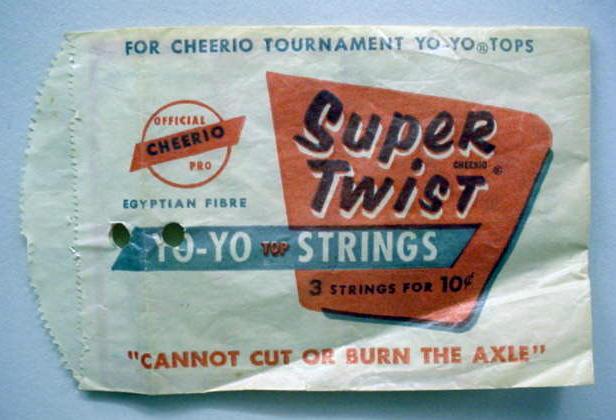 FOR CHEERIO TOURNAMENT YO-YO® TOPS
OFFICIAL
CHEERIO
PRO
EGYPTIAN FIBRE
Super
CHEERIO
Twist®
YO-YO TOP STRINGS
3 STRINGS FOR 10¢
"CANNOT CUT OR BURN THE AXLE"